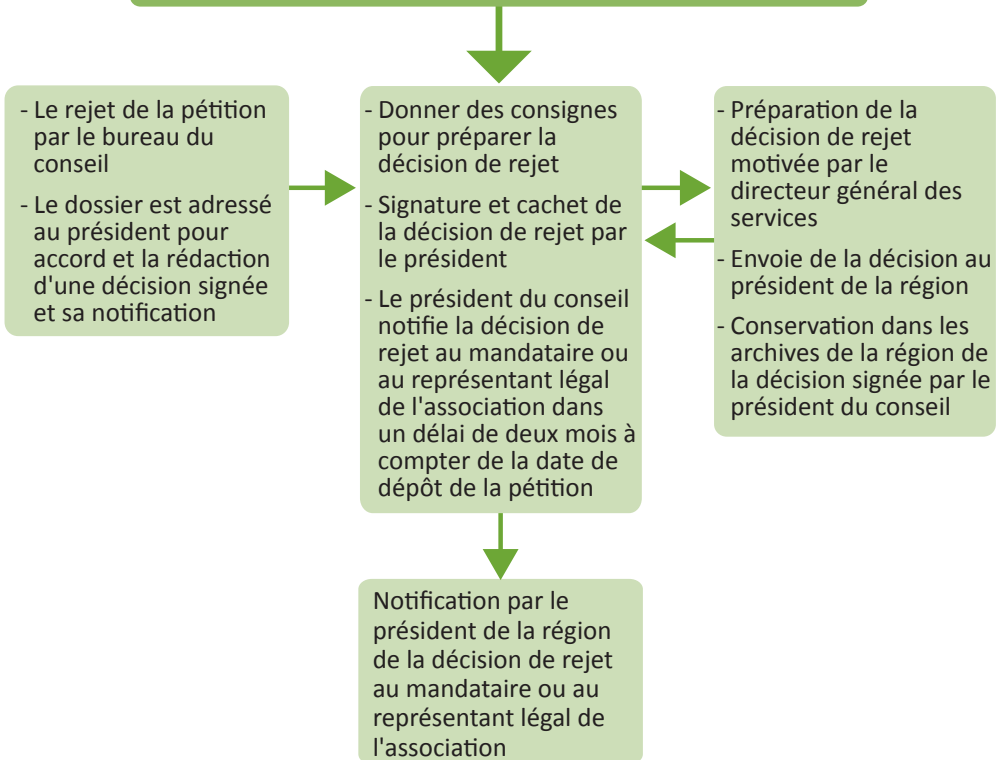 - Le rejet de la pétition
par le bureau du
conseil
- Le dossier est adressé
au président pour
accord et la rédaction
d'une décision signée
et sa notification
- Donner des consignes
pour préparer la
décision de rejet
- Signature et cachet de
la décision de rejet par
le président
- Le président du conseil
notifie la décision de
rejet au mandataire ou
au représentant légal
de l'association dans
un délai de deux mois à
compter de la date de
dépôt de la pétition
- Préparation de la
décision de rejet
motivée par le
directeur général des
services
- Envoie de la décision au
président de la région
- Conservation dans les
archives de la région de
la décision signée par le
président du conseil
Notification par le
président de la région
de la décision de rejet
au mandataire ou au
représentant légal de
l'association